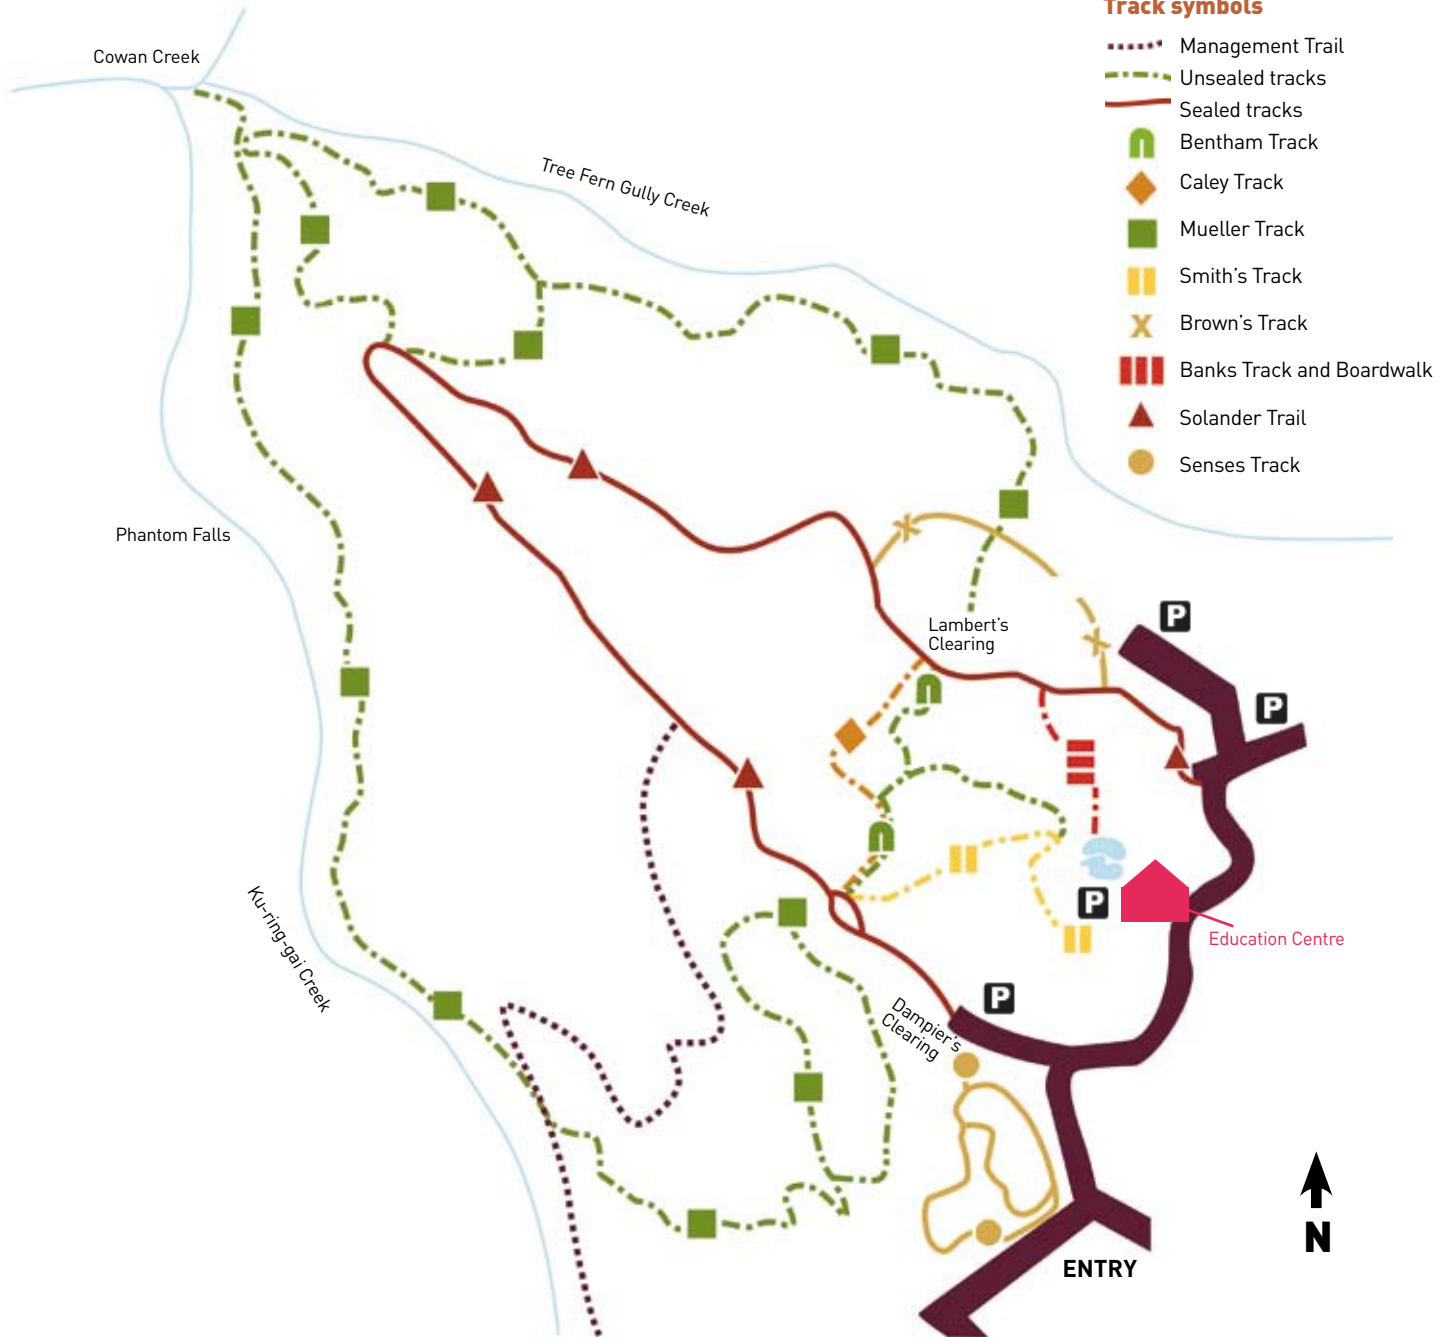 Track symbols
Management Trail
Unsealed tracks
Sealed tracks
Bentham Track
Caley Track
Mueller Track
Smith's Track
Brown's Track
Banks Track and Boardwalk
Solander Trail
Senses Track
Cowan Creek
Tree Fern Gully Creek
Phantom Falls
Lambert's
Clearing
P
P
P
Education Centre
Ku-ring-gai Creek
P
Dampier's
Clearing
ENTRY
N